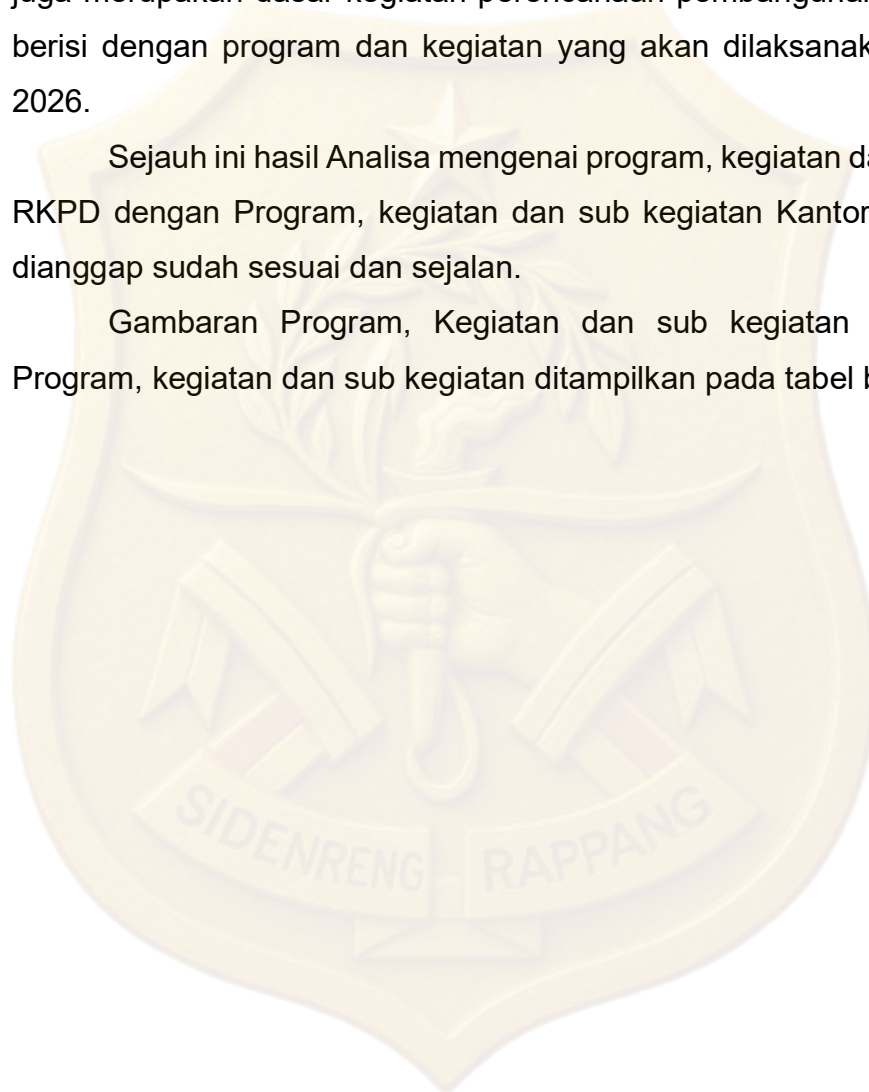 juga merupakan dasar kegiatan perencanaan pembangunan
berisi dengan program dan kegiatan yang akan dilaksanak
2026.
Sejauh ini hasil Analisa mengenai program, kegiatan da
RKPD dengan Program, kegiatan dan sub kegiatan Kantor
dianggap sudah sesuai dan sejalan.
Gambaran Program, Kegiatan dan sub kegiatan
Program, kegiatan dan sub kegiatan ditampilkan pada tabel b
SIDENRENG RAPPANG